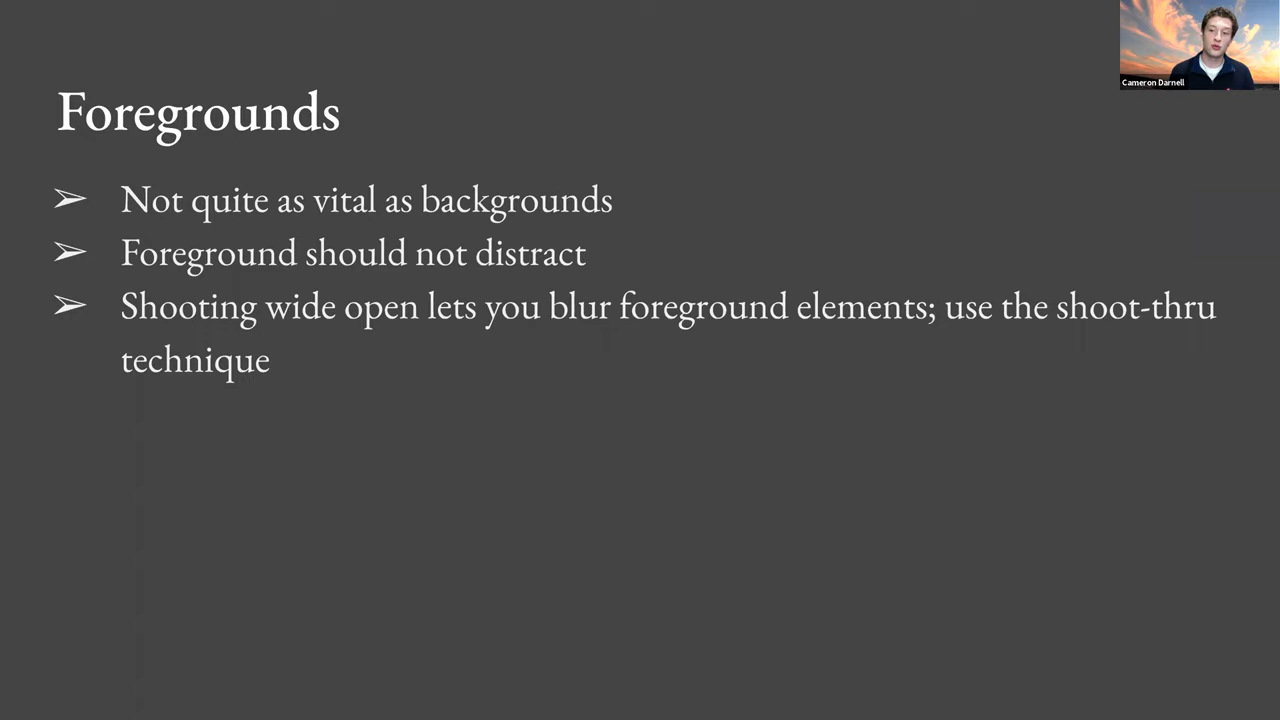 Cameron Darnell
Foregrounds
➢ Not quite as vital as backgrounds
➢ Foreground should not distract
➢ Shooting wide open lets you blur foreground elements; use the shoot-thru
technique